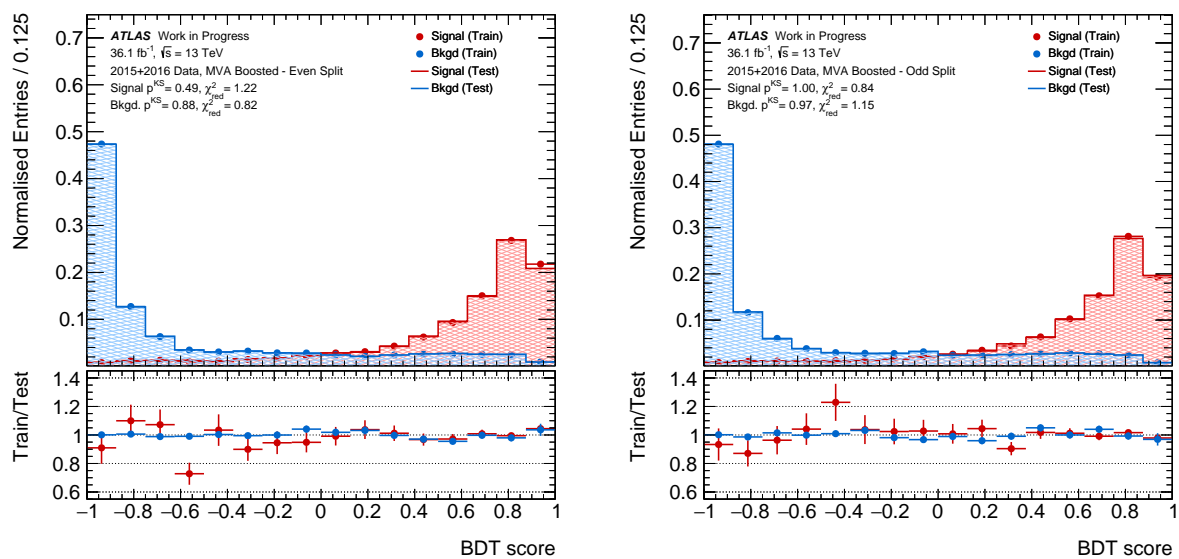 Normalised Entries / 0.125
0.7
0.6
0.5
0.4
0.3
0.2
0.1
ATLAS Work in Progress
36.1 fb⁻¹, √s = 13 TeV
2015+2016 Data, MVA Boosted - Even Split
Signal p^KS = 0.49, χ²_red = 1.22
Bkgd. p^KS = 0.88, χ²_red = 0.82
Signal (Train)
Bkgd (Train)
Signal (Test)
Bkgd (Test)
Train/Test
1.4
1.2
1
0.8
0.6
−1 −0.8 −0.6 −0.4 −0.2 0 0.2 0.4 0.6 0.8 1
BDT score
Normalised Entries / 0.125
0.7
0.6
0.5
0.4
0.3
0.2
0.1
ATLAS Work in Progress
36.1 fb⁻¹, √s = 13 TeV
2015+2016 Data, MVA Boosted - Odd Split
Signal p^KS = 1.00, χ²_red = 0.84
Bkgd. p^KS = 0.97, χ²_red = 1.15
Signal (Train)
Bkgd (Train)
Signal (Test)
Bkgd (Test)
Train/Test
1.4
1.2
1
0.8
0.6
−1 −0.8 −0.6 −0.4 −0.2 0 0.2 0.4 0.6 0.8 1
BDT score